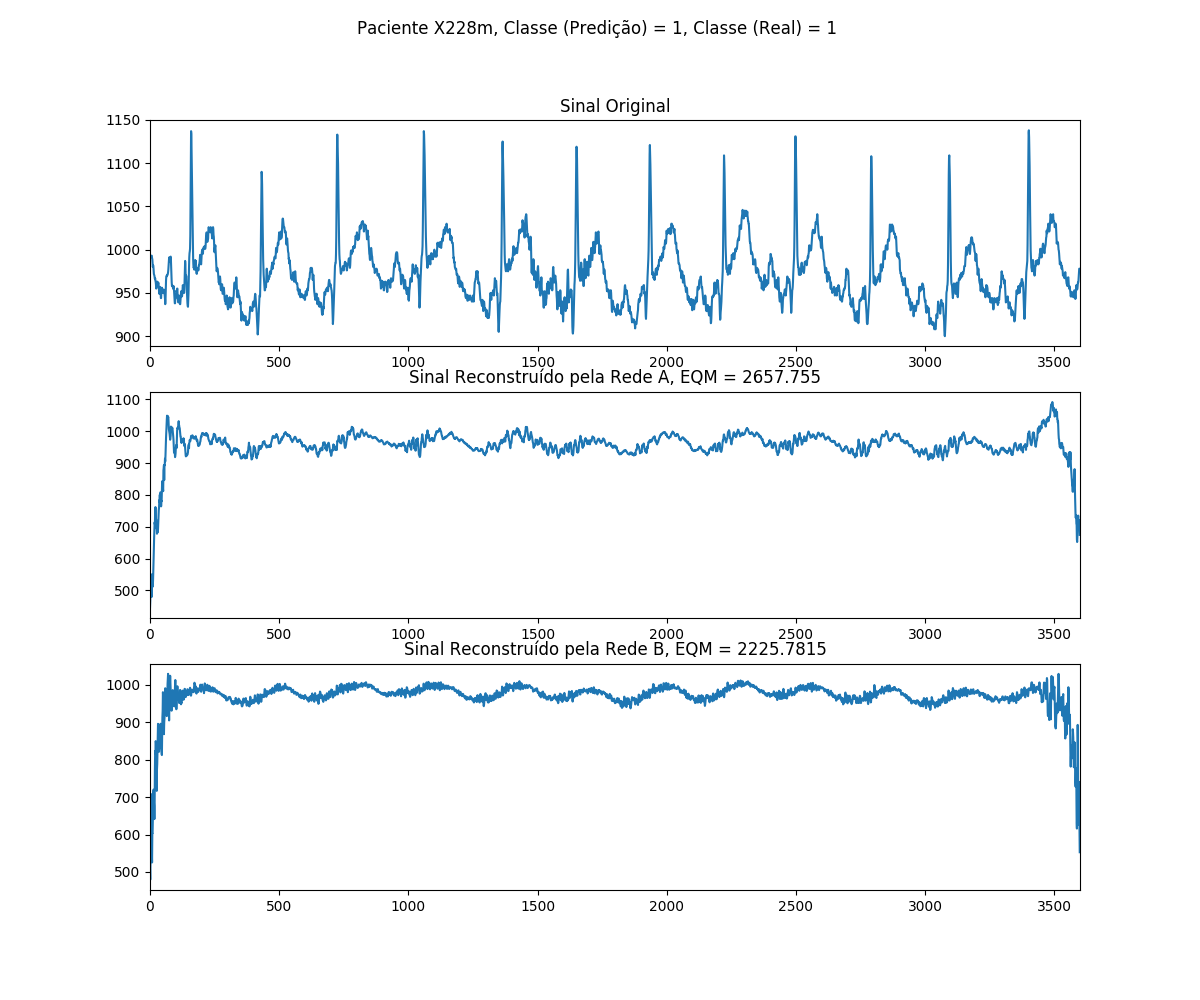 Paciente X228m, Classe (Predição) = 1, Classe (Real) = 1
Sinal Original
1150
1100
1050
1000
950
900
0 500 1000 1500 2000 2500 3000 3500
Sinal Reconstruído pela Rede A, EQM = 2657.755
1100
1000
900
800
700
600
500
0 500 1000 1500 2000 2500 3000 3500
Sinal Reconstruído pela Rede B, EQM = 2225.7815
1000
900
800
700
600
500
0 500 1000 1500 2000 2500 3000 3500